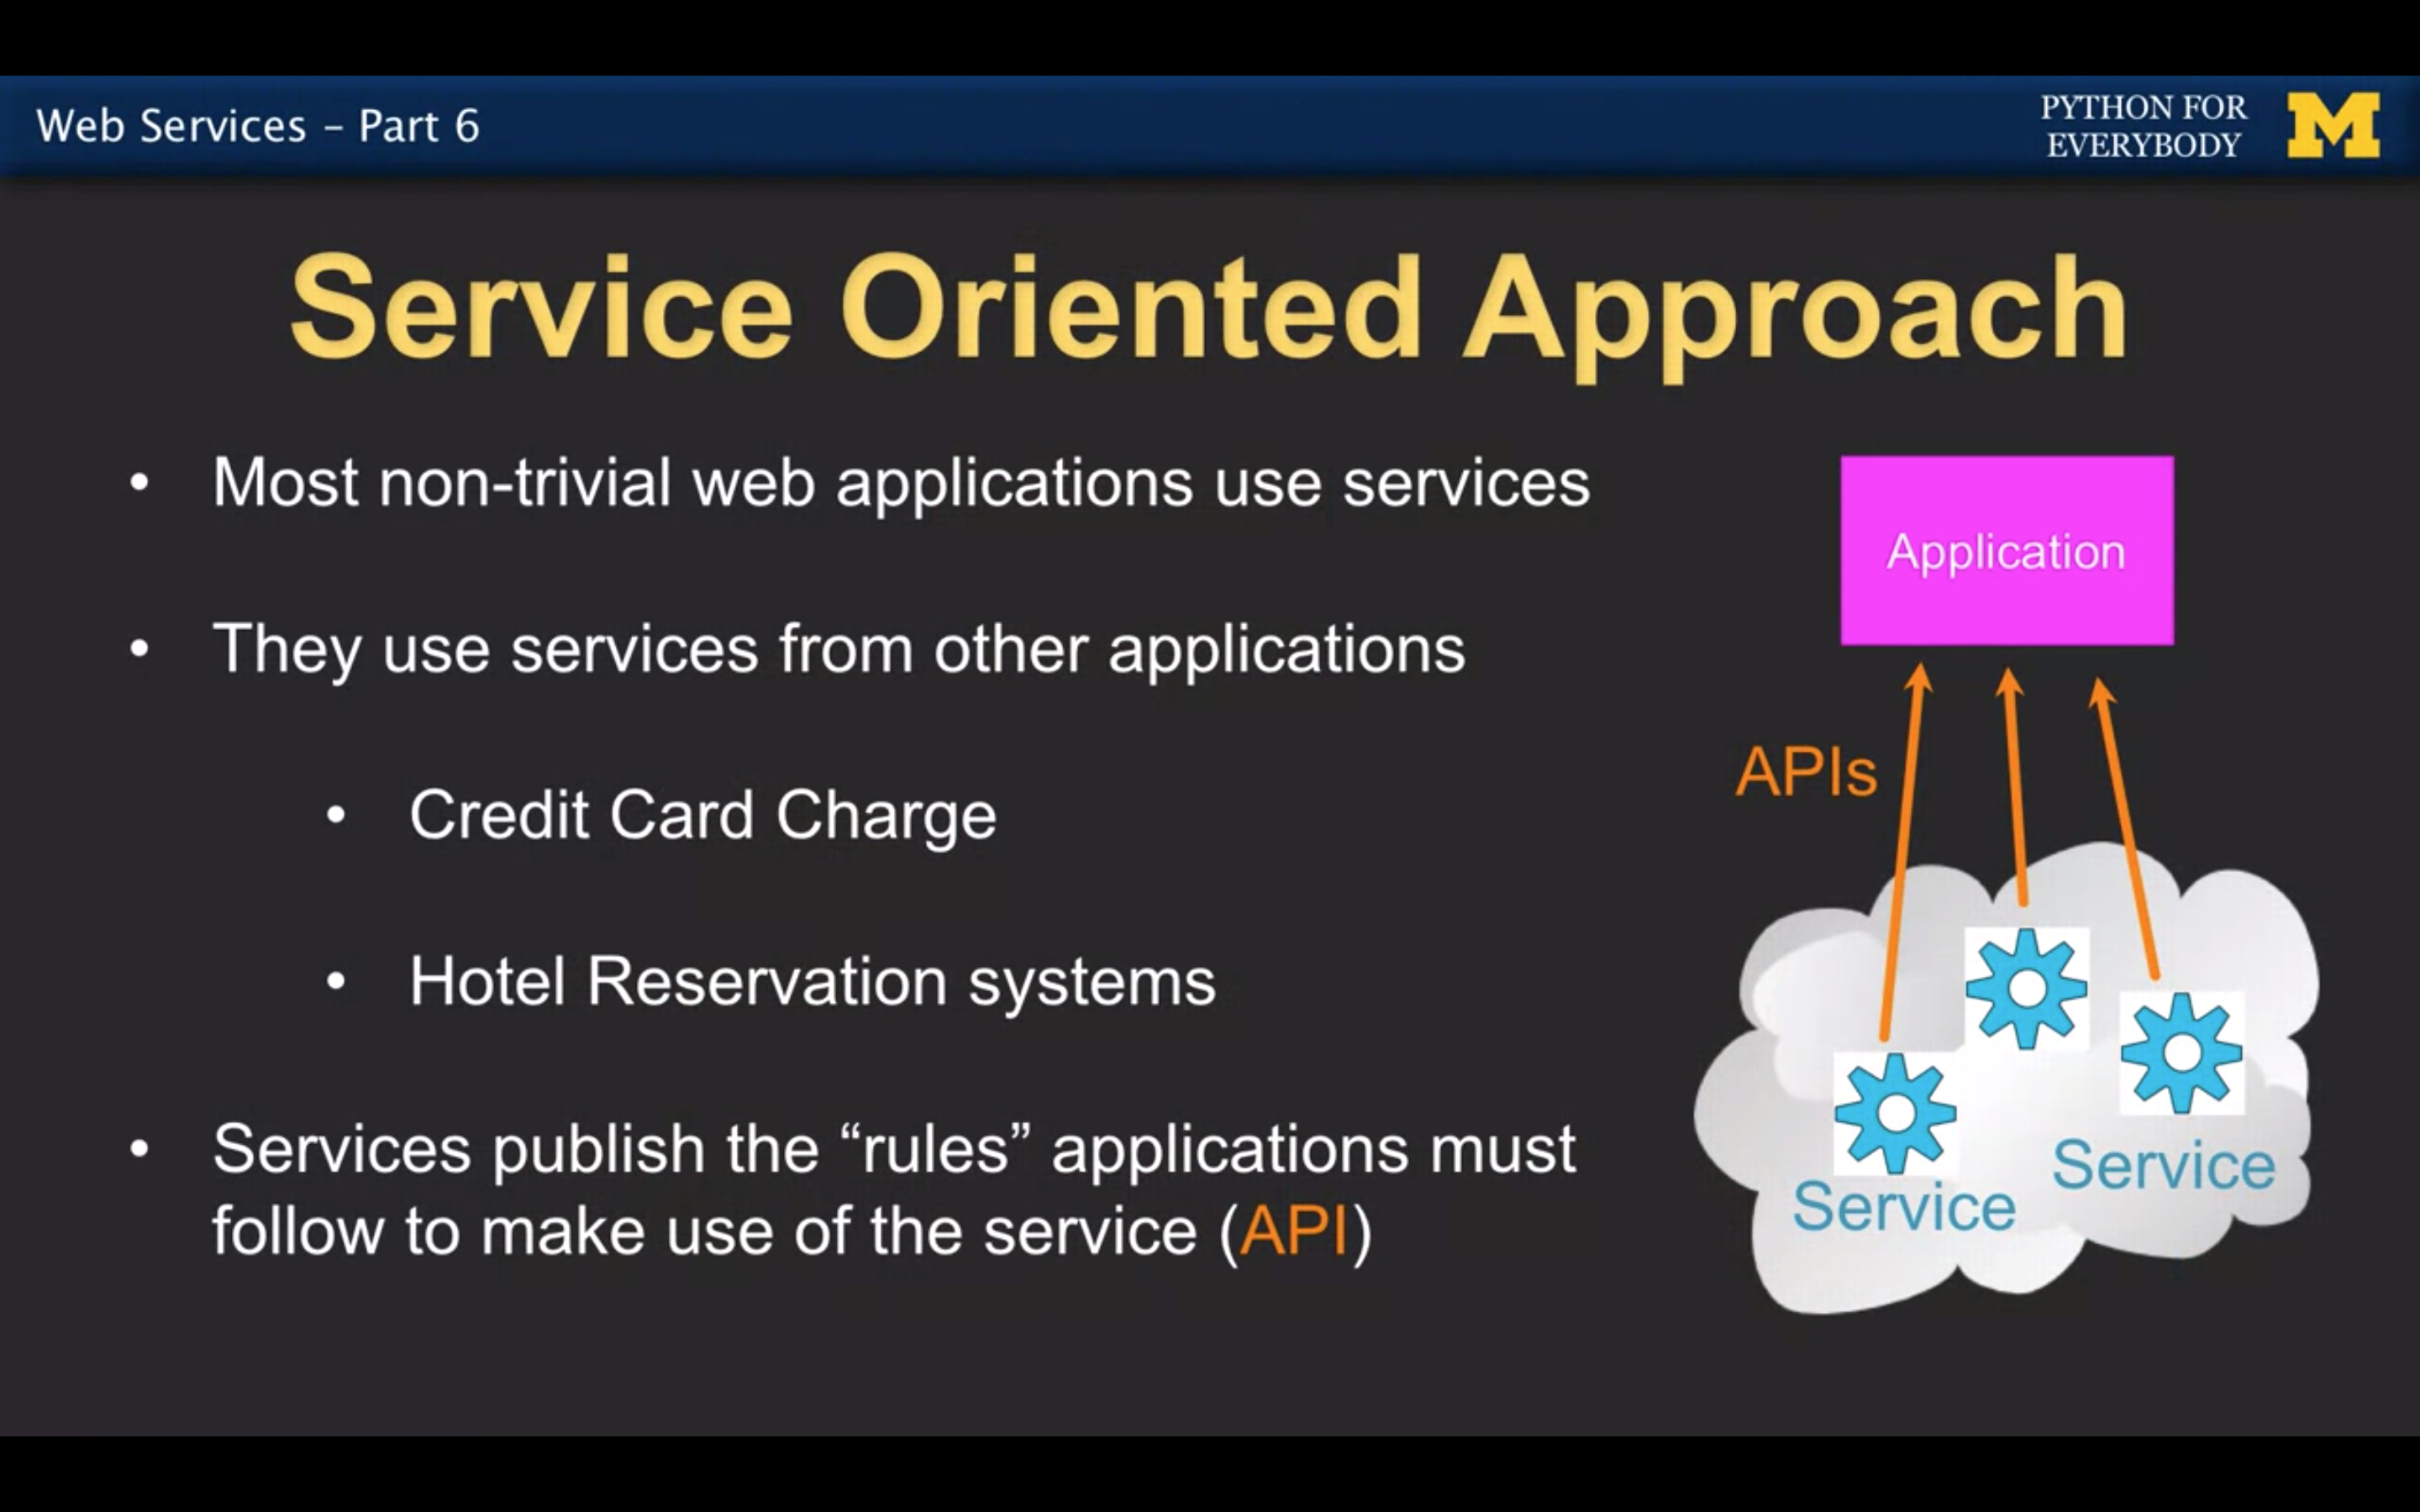 Web Services – Part 6
PYTHON FOR
EVERYBODY
M
Service Oriented Approach
• Most non-trivial web applications use services
• They use services from other applications
• Credit Card Charge
• Hotel Reservation systems
• Services publish the “rules” applications must
follow to make use of the service (API)
Application
APIs
Service
Service